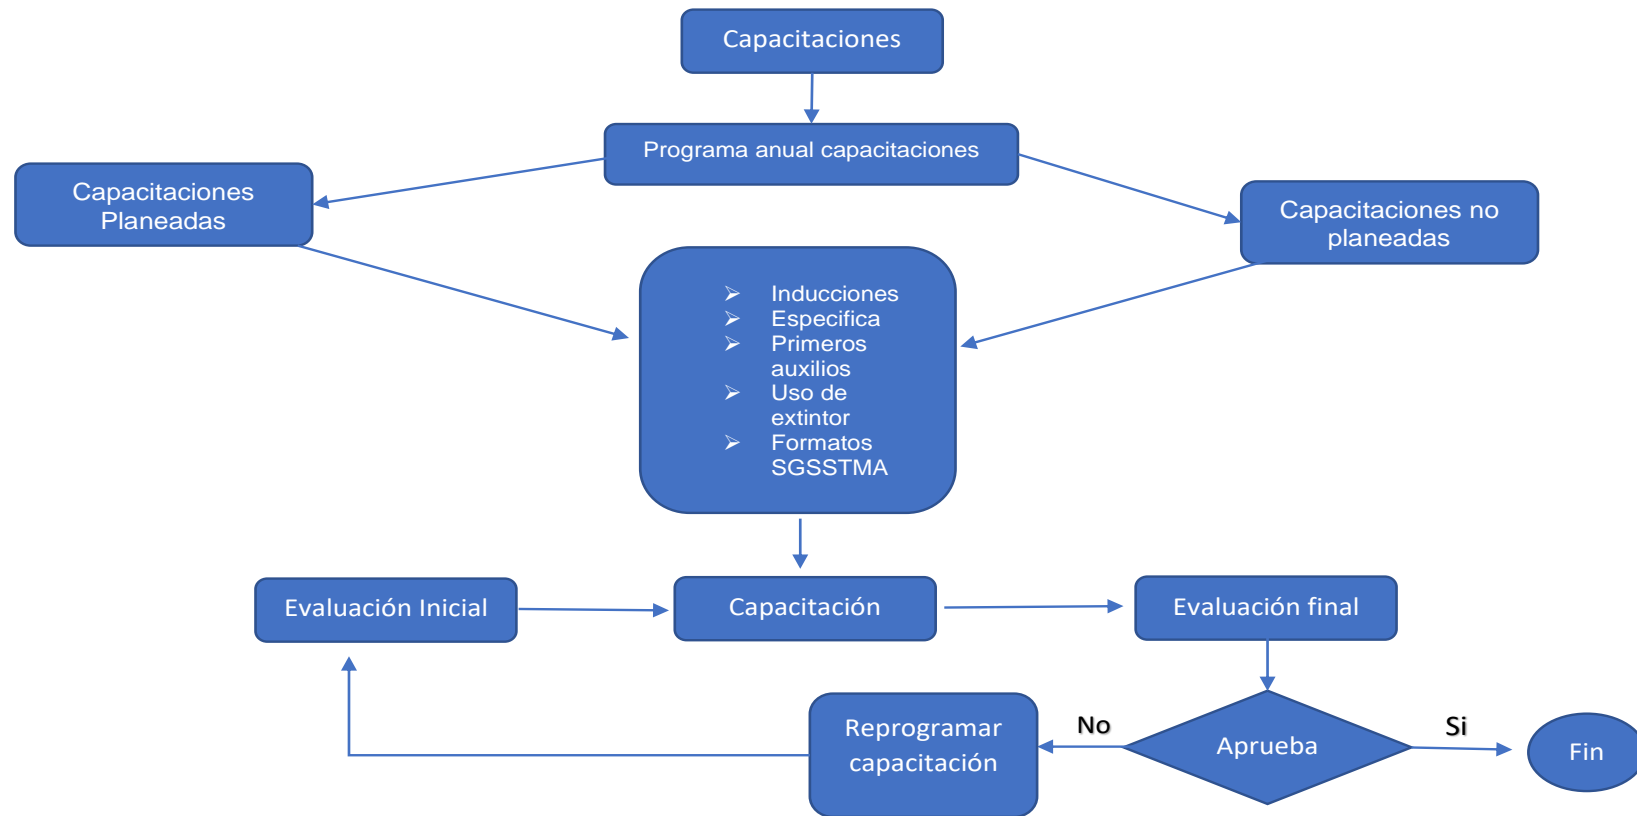 Capacitaciones
Programa anual capacitaciones
Capacitaciones
Planeadas
Capacitaciones no
planeadas
➢ Inducciones
➢ Especifica
➢ Primeros
auxilios
➢ Uso de
extintor
➢ Formatos
SGSSTMA
Evaluación Inicial
Capacitación
Evaluación final
Reprogramar
capacitación
No
Aprueba
Si
Fin